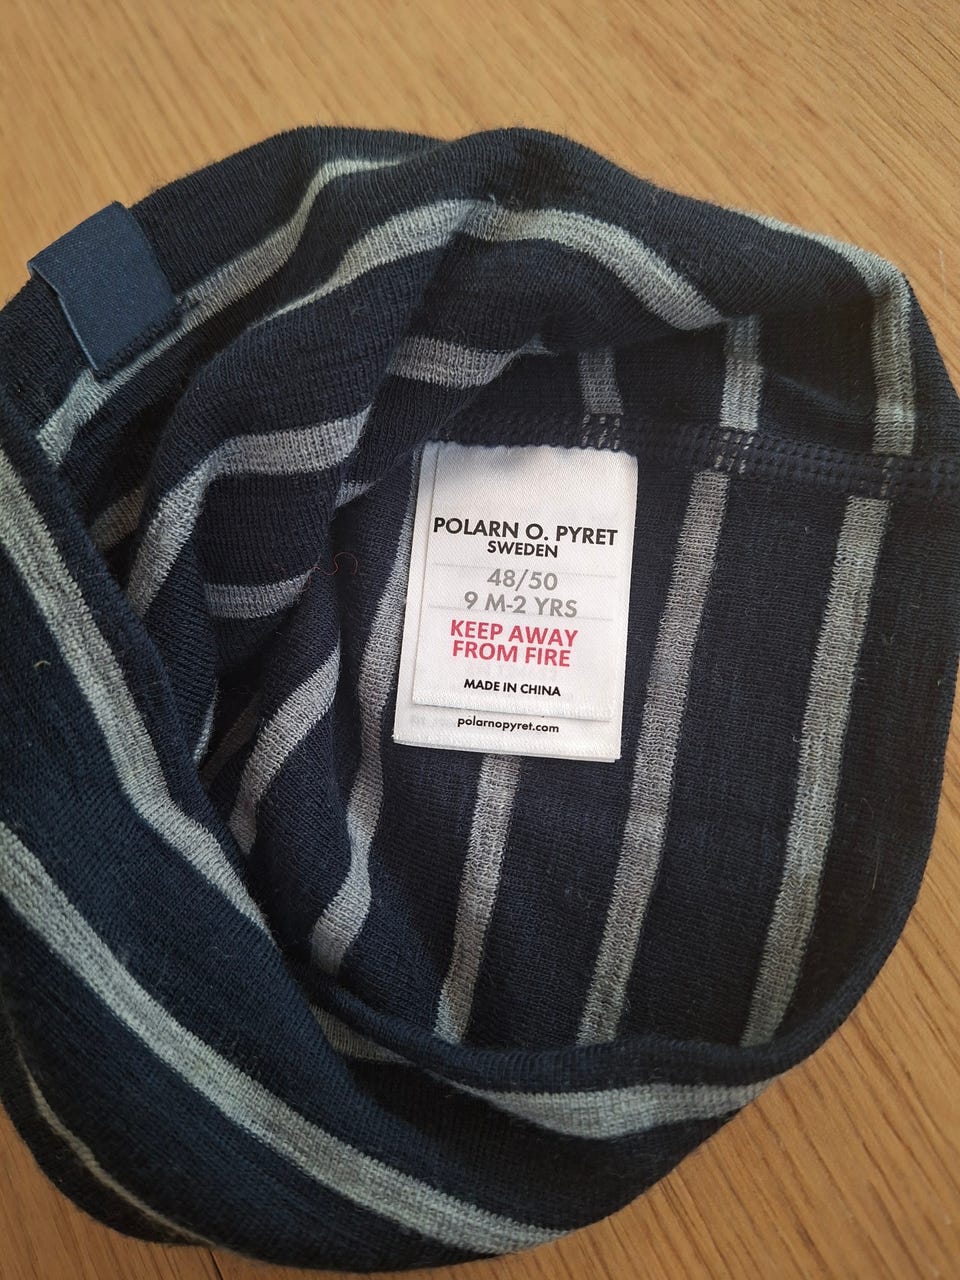 POLARN O. PYRET
SWEDEN
48/50
9 M-2 YRS
KEEP AWAY
FROM FIRE
MADE IN CHINA
polarnopyret.com